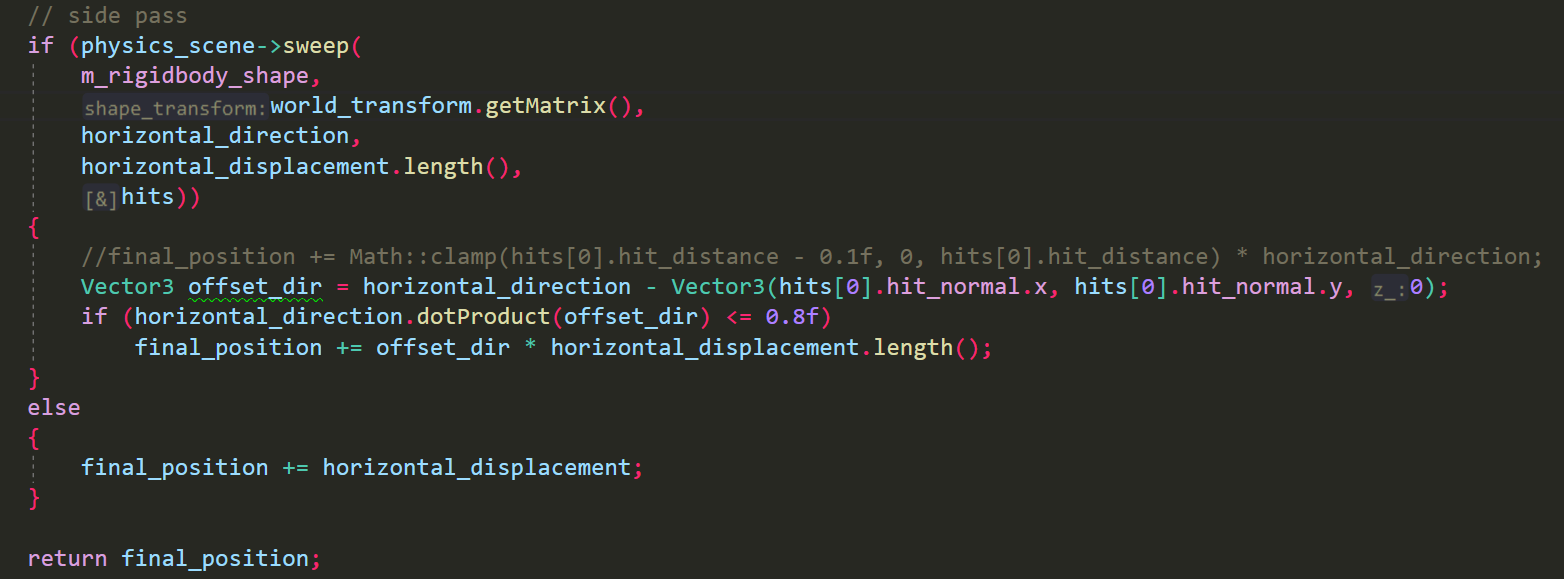 // side pass
if (physics_scene->sweep(
m_rigidbody_shape,
shape_transform: world_transform.getMatrix(),
horizontal_direction,
horizontal_displacement.length(),
[&]hits))
{
//final_position += Math::clamp(hits[0].hit_distance - 0.1f, 0, hits[0].hit_distance) * horizontal_direction;
Vector3 offset_dir = horizontal_direction - Vector3(hits[0].hit_normal.x, hits[0].hit_normal.y, z_:0);
if (horizontal_direction.dotProduct(offset_dir) <= 0.8f)
final_position += offset_dir * horizontal_displacement.length();
}
else
{
final_position += horizontal_displacement;
}
return final_position;